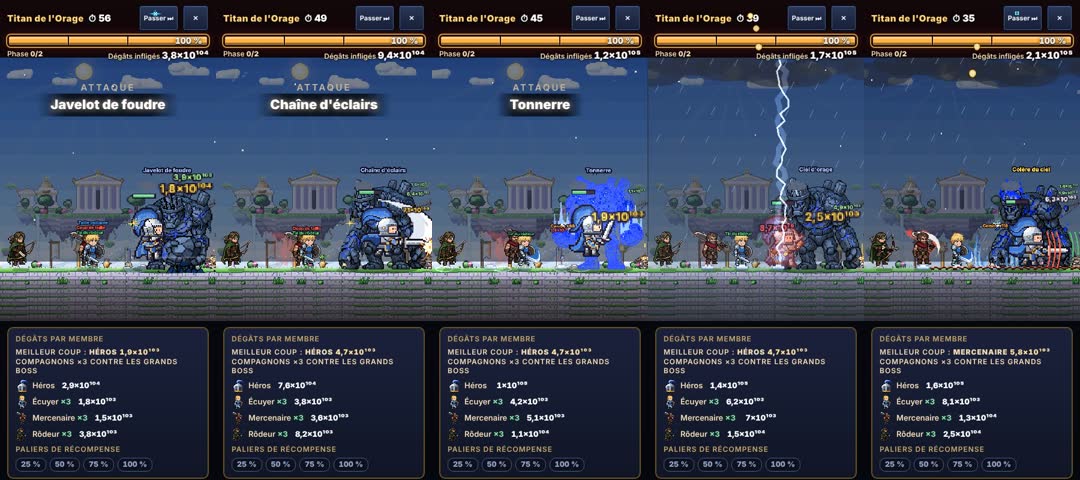 Titan de l'Orage ⏱ 56
Passer ⏭
×
100 %
Phase 0/2
Dégâts infligés 3,8×10¹⁰⁴
ATTAQUE
Javelot de foudre
Javelot de foudre
3,9×10¹⁰³
1,8×10¹⁰⁴
DÉGÂTS PAR MEMBRE
MEILLEUR COUP : HÉROS 1,9×10¹⁰³
COMPAGNONS ×3 CONTRE LES GRANDS
BOSS
Héros 2,9×10¹⁰⁴
Écuyer ×3 1,8×10¹⁰³
Mercenaire ×3 1,5×10¹⁰³
Rôdeur ×3 3,8×10¹⁰³
PALIERS DE RÉCOMPENSE
25 % 50 % 75 % 100 %
Titan de l'Orage ⏱ 49
Passer ⏭
×
100 %
Phase 0/2
Dégâts infligés 9,4×10¹⁰⁴
ATTAQUE
Chaîne d'éclairs
Chaîne d'éclairs
DÉGÂTS PAR MEMBRE
MEILLEUR COUP : HÉROS 4,7×10¹⁰³
COMPAGNONS ×3 CONTRE LES GRANDS
BOSS
Héros 7,6×10¹⁰⁴
Écuyer ×3 3,8×10¹⁰³
Mercenaire ×3 3,6×10¹⁰³
Rôdeur ×3 8,2×10¹⁰³
PALIERS DE RÉCOMPENSE
25 % 50 % 75 % 100 %
Titan de l'Orage ⏱ 45
Passer ⏭
×
100 %
Phase 0/2
Dégâts infligés 1,2×10¹⁰⁵
ATTAQUE
Tonnerre
Tonnerre
1,9×10¹⁰³
DÉGÂTS PAR MEMBRE
MEILLEUR COUP : HÉROS 4,7×10¹⁰³
COMPAGNONS ×3 CONTRE LES GRANDS
BOSS
Héros 1×10¹⁰⁵
Écuyer ×3 4,2×10¹⁰³
Mercenaire ×3 5,1×10¹⁰³
Rôdeur ×3 1,1×10¹⁰⁴
PALIERS DE RÉCOMPENSE
25 % 50 % 75 % 100 %
Titan de l'Orage ⏱ 39
Passer ⏭
×
100 %
Phase 0/2
Dégâts infligés 1,7×10¹⁰⁵
Ciel d'orage
2,5×10¹⁰³
DÉGÂTS PAR MEMBRE
MEILLEUR COUP : HÉROS 4,7×10¹⁰³
COMPAGNONS ×3 CONTRE LES GRANDS
BOSS
Héros 1,4×10¹⁰⁵
Écuyer ×3 6,2×10¹⁰³
Mercenaire ×3 7×10¹⁰³
Rôdeur ×3 1,5×10¹⁰⁴
PALIERS DE RÉCOMPENSE
25 % 50 % 75 % 100 %
Titan de l'Orage ⏱ 35
Passer ⏭
×
100 %
Phase 0/2
Dégâts infligés 2,1×10¹⁰⁵
Colère du ciel
DÉGÂTS PAR MEMBRE
MEILLEUR COUP : MERCENAIRE 5,8×10¹⁰³
COMPAGNONS ×3 CONTRE LES GRANDS
BOSS
Héros 1,6×10¹⁰⁵
Écuyer ×3 8,1×10¹⁰³
Mercenaire ×3 1,3×10¹⁰⁴
Rôdeur ×3 2,5×10¹⁰⁴
PALIERS DE RÉCOMPENSE
25 % 50 % 75 % 100 %